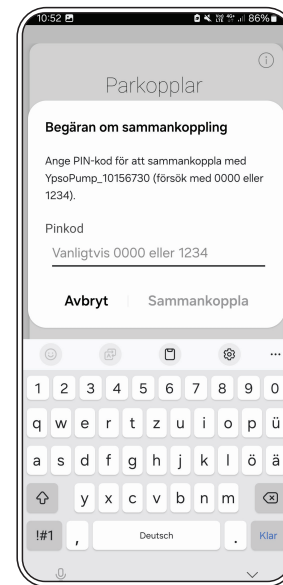 10:52 86%
Parkopplar
Begäran om sammankoppling
Ange PIN-kod för att sammankoppla med
YpsoPump_10156730 (försök med 0000 eller
1234).
Pinkod
Vanligtvis 0000 eller 1234
Avbryt Sammankoppla
1 2 3 4 5 6 7 8 9 0
q w e r t z u i o p ü
a s d f g h j k l ö ä
y x c v b n m
!#1 , Deutsch . Klar